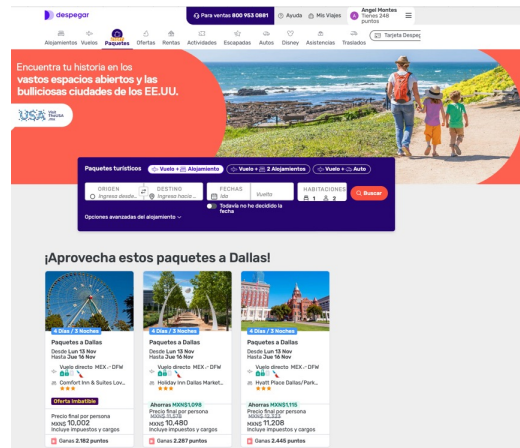 despegar
Para ventas 800 953 0881
Ayuda
Mis Viajes
A
Angel Montes
Tienes 248
puntos
Alojamientos
Vuelos
Paquetes
Ofertas
Rentas
Actividades
Escapadas
Autos
Disney
Asistencias
Traslados
Tarjeta Despeg
Encuentra tu historia en los
vastos espacios abiertos y las
bulliciosas ciudades de los EE.UU.
USA
Paquetes turísticos
Vuelo + Alojamiento
Vuelo + 2 Alojamientos
Vuelo + Auto
ORIGEN
Ingresa desde...
DESTINO
Ingresa hacia ...
FECHAS
Ida
Vuelta
HABITACIONES
1
2
Buscar
Todavía no he decidido la
fecha
Opciones avanzadas del alojamiento
¡Aprovecha estos paquetes a Dallas!
4 Días / 3 Noches
Paquetes a Dallas
Desde Lun 13 Nov
Hasta Jue 16 Nov
Vuelo directo MEX - DFW
Comfort Inn & Suites Lov...
Oferta imbatible
Precio final por persona
MXN$ 10,002
Incluye impuestos y cargos
Ganas 2.182 puntos
4 Días / 3 Noches
Paquetes a Dallas
Desde Lun 13 Nov
Hasta Jue 16 Nov
Vuelo directo MEX - DFW
Holiday Inn Dallas Market...
Ahorras MXN$1,098
Precio final por persona
MXN$ 11,578
MXN$ 10,480
Incluye impuestos y cargos
Ganas 2.287 puntos
4 Días / 3 Noches
Paquetes a Dallas
Desde Lun 13 Nov
Hasta Jue 16 Nov
Vuelo directo MEX - DFW
Hyatt Place Dallas/Park...
Ahorras MXN$1,115
Precio final por persona
MXN$ 12,323
MXN$ 11,208
Incluye impuestos y cargos
Ganas 2.445 puntos